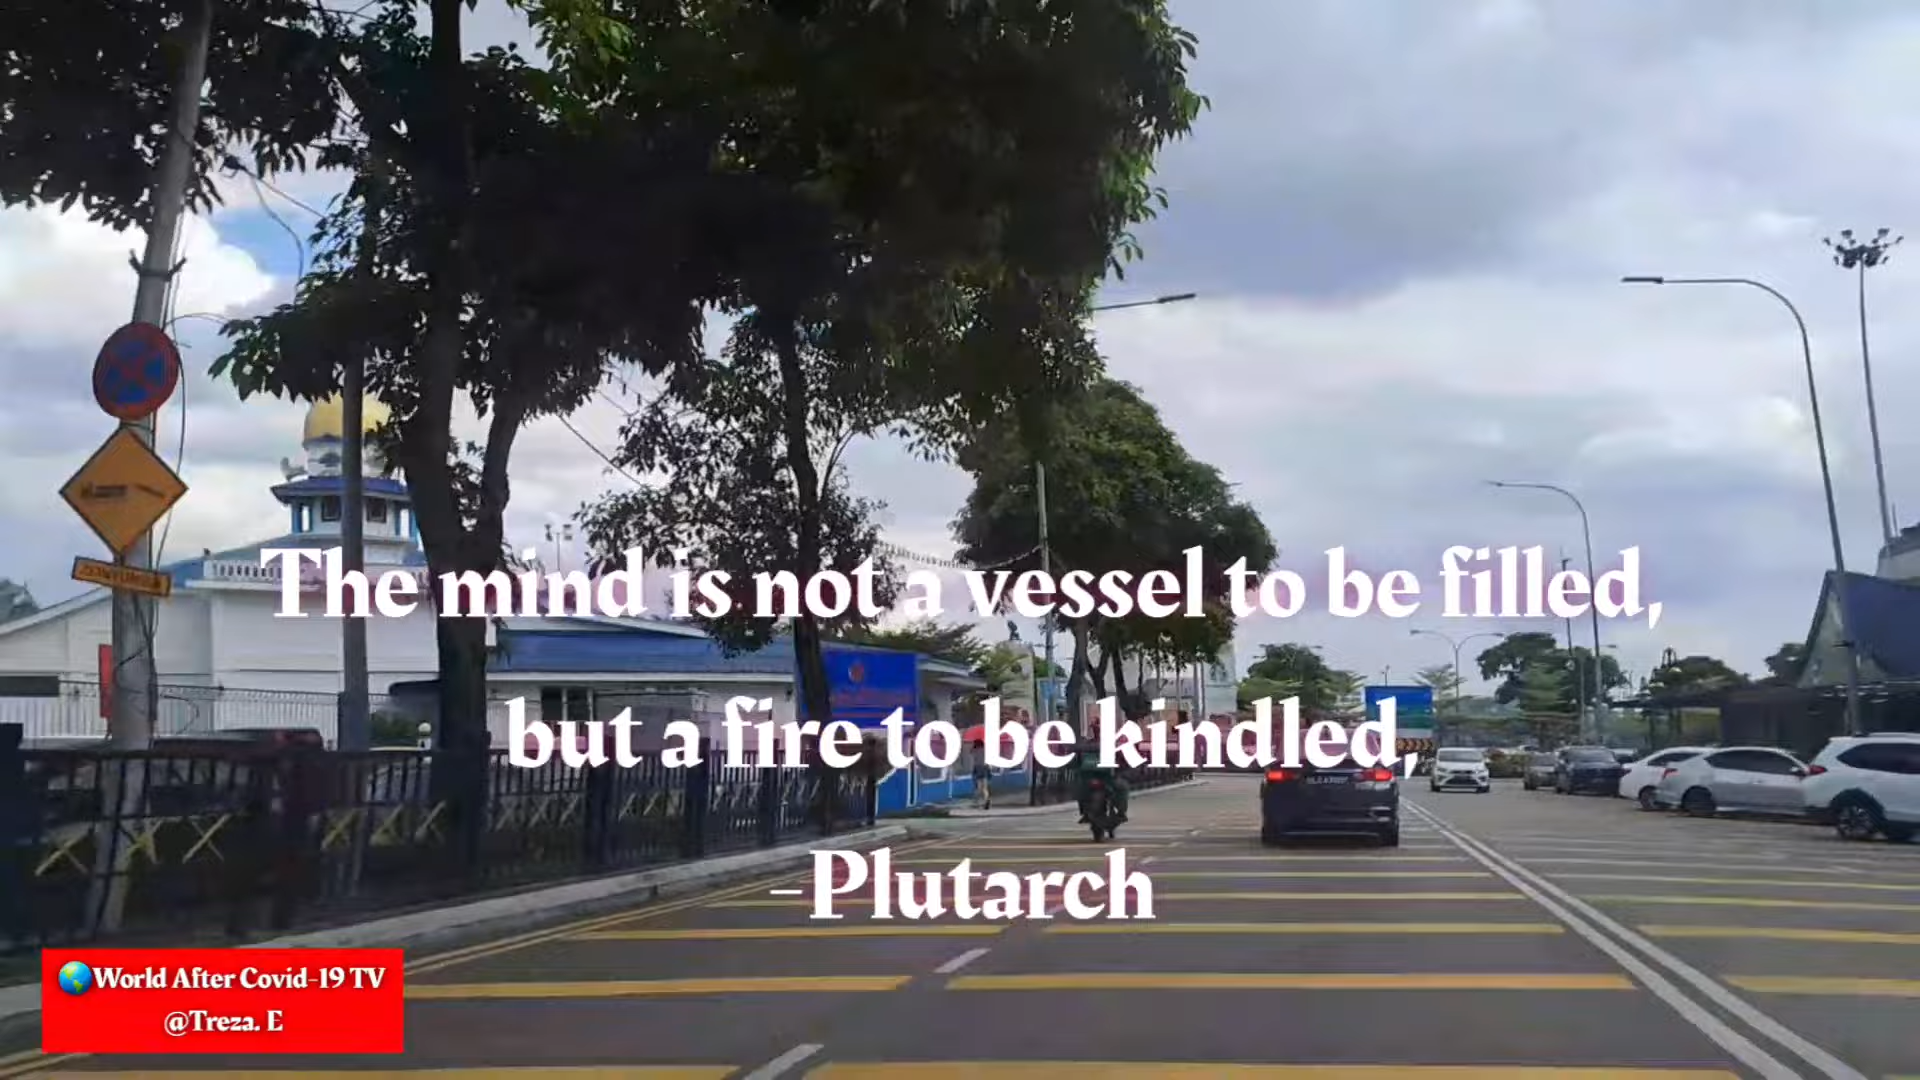 The mind is not a vessel to be filled,
but a fire to be kindled,
-Plutarch
🌎World After Covid-19 TV
@Treza. E